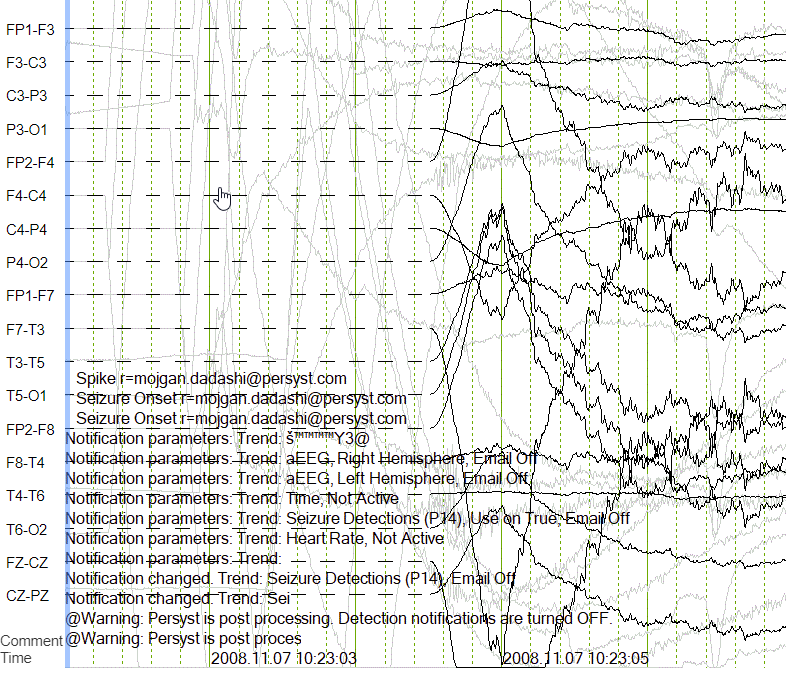 FP1-F3
F3-C3
C3-P3
P3-O1
FP2-F4
F4-C4
C4-P4
P4-O2
FP1-F7
F7-T3
T3-T5
T5-O1
FP2-F8
F8-T4
T4-T6
T6-O2
FZ-CZ
CZ-PZ
Spike r=mojgan.dadashi@persyst.com
Seizure Onset r=mojgan.dadashi@persyst.com
Seizure Onset r=mojgan.dadashi@persyst.com
Notification parameters: Trend: š™™™™Y3@
Notification parameters: Trend: aEEG, Right Hemisphere, Email Off
Notification parameters: Trend: aEEG, Left Hemisphere, Email Off
Notification parameters: Trend: Time, Not Active
Notification parameters: Trend: Seizure Detections (P14), Use on True, Email Off
Notification parameters: Trend: Heart Rate, Not Active
Notification parameters: Trend:
Notification changed. Trend: Seizure Detections (P14), Email Off
Notification changed. Trend: Sei
@Warning: Persyst is post processing. Detection notifications are turned OFF.
Comment @Warning: Persyst is post proces
Time 2008.11.07 10:23:03 2008.11.07 10:23:05